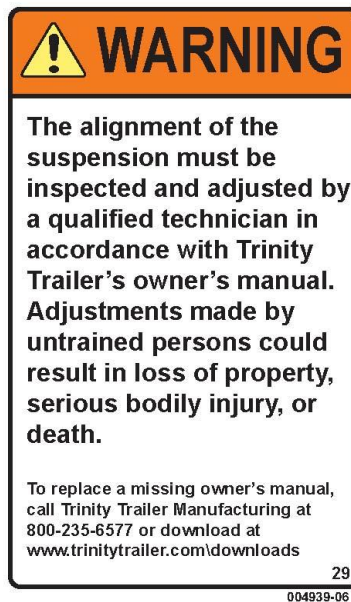 WARNING
The alignment of the
suspension must be
inspected and adjusted by
a qualified technician in
accordance with Trinity
Trailer's owner's manual.
Adjustments made by
untrained persons could
result in loss of property,
serious bodily injury, or
death.
To replace a missing owner's manual,
call Trinity Trailer Manufacturing at
800-235-6577 or download at
www.trinitytrailer.com\downloads
29
004939-06